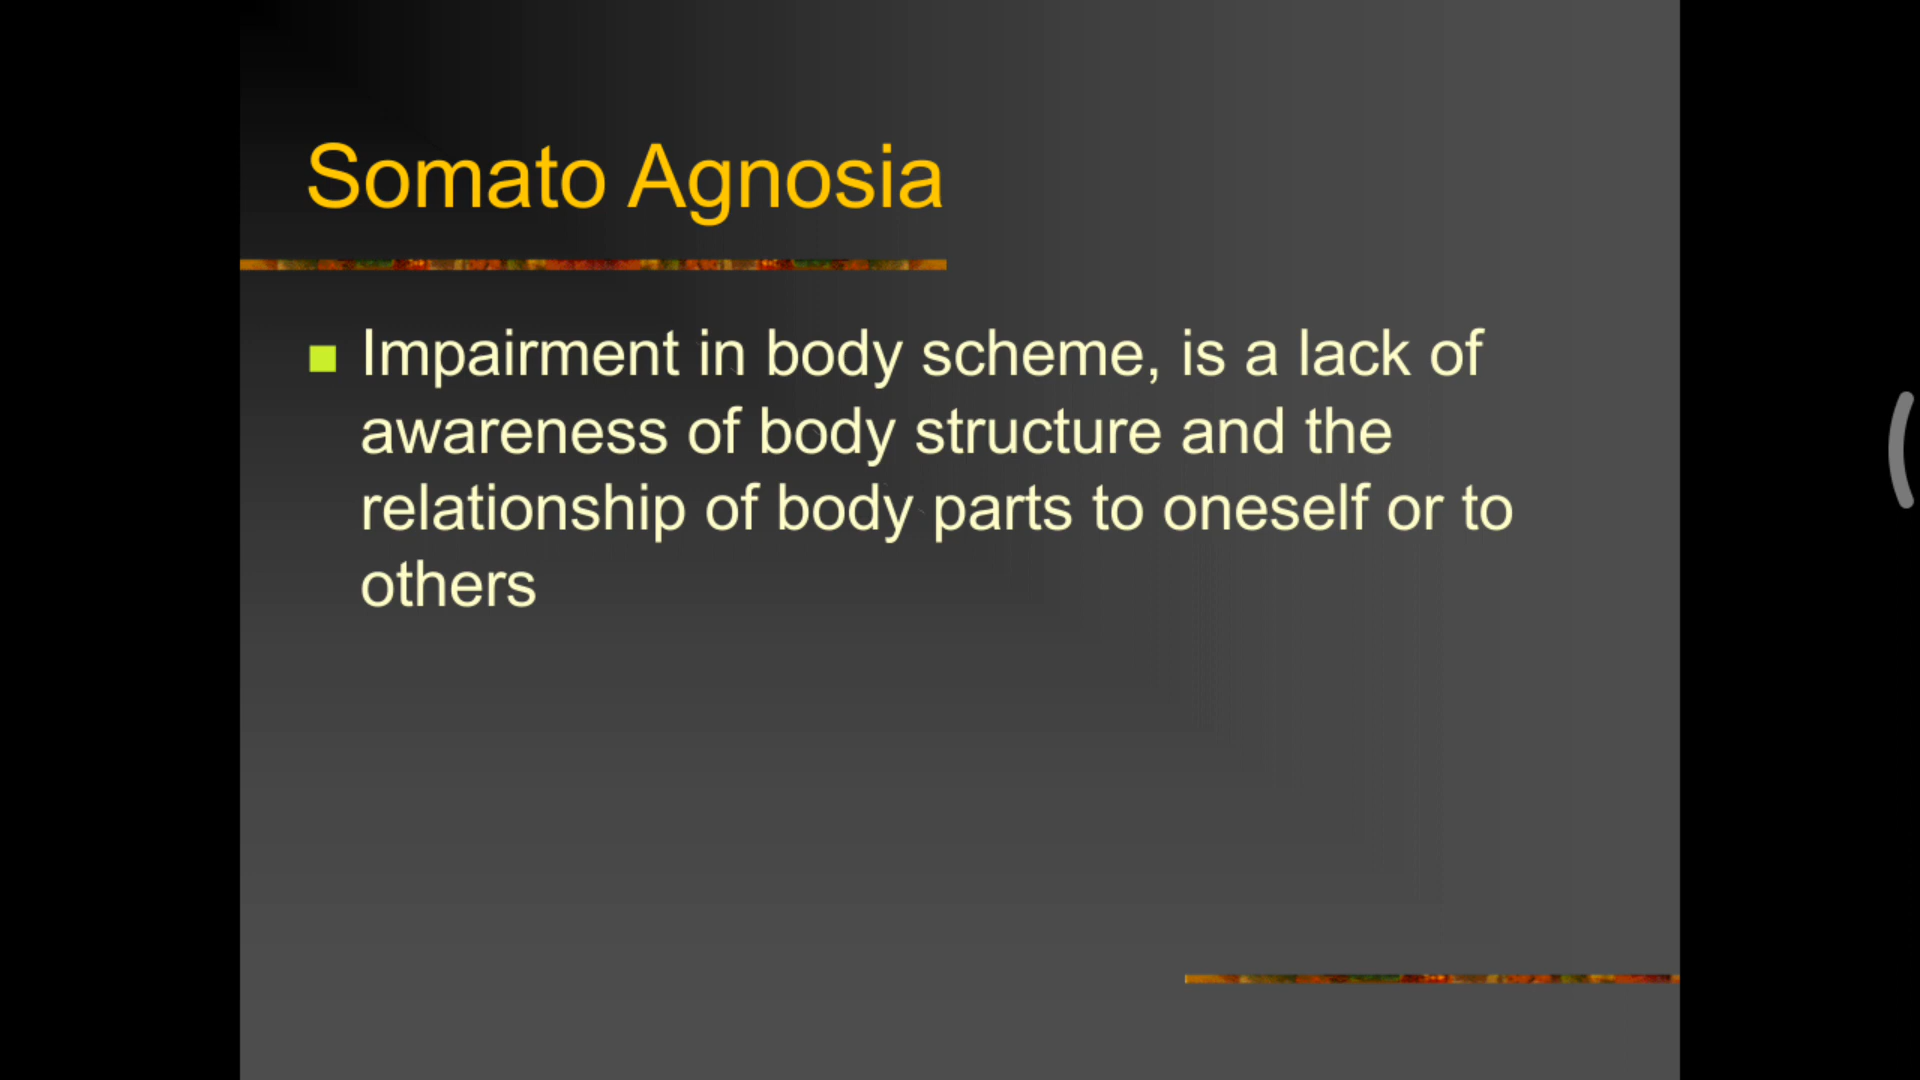 Somato Agnosia
Impairment in body scheme, is a lack of
awareness of body structure and the
relationship of body parts to oneself or to
others